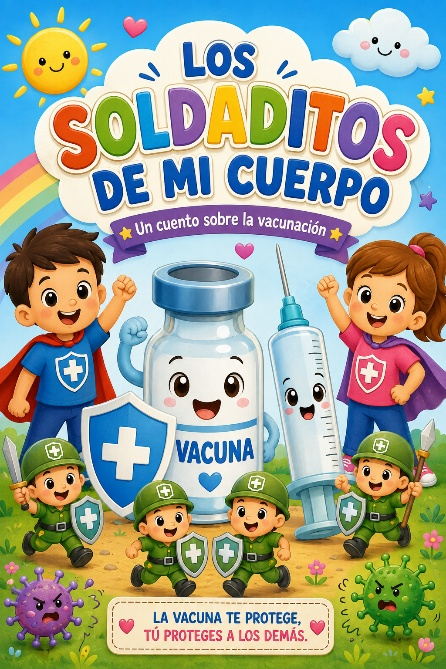 LOS
SOLDADITOS
DE MI CUERPO
Un cuento sobre la vacunación
VACUNA
LA VACUNA TE PROTEGE,
TÚ PROTEGES A LOS DEMÁS.